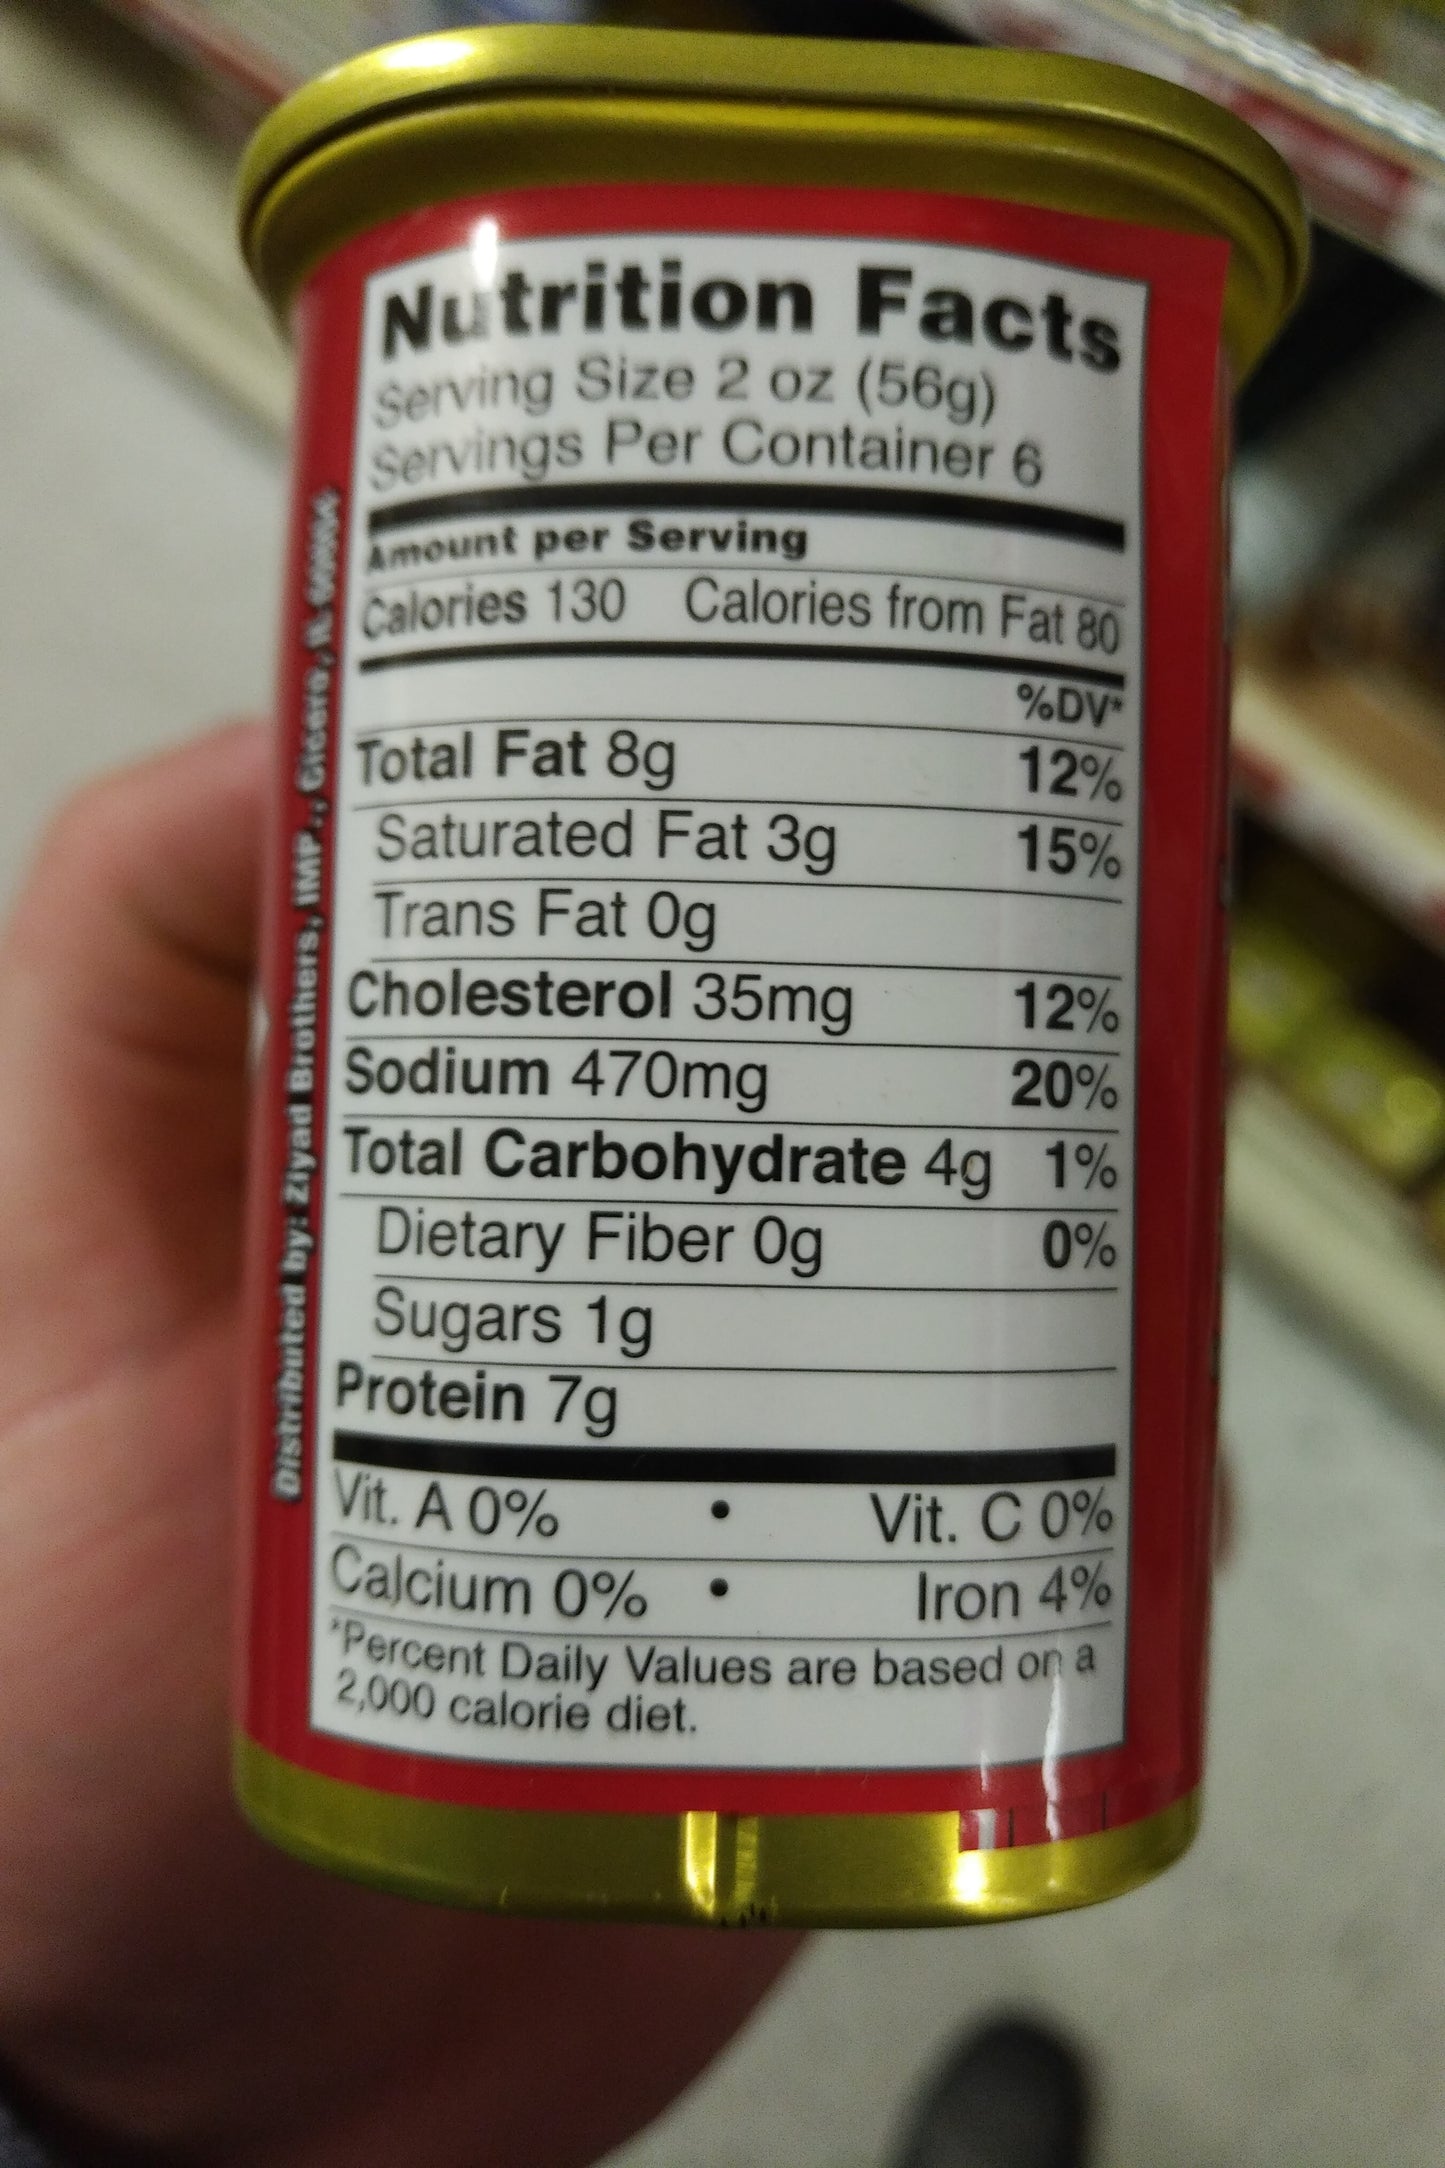 Nutrition Facts
Serving Size 2 oz (56g)
Servings Per Container 6
Amount per Serving
Calories 130 Calories from Fat 80
%DV*
Total Fat 8g 12%
Saturated Fat 3g 15%
Trans Fat 0g
Cholesterol 35mg 12%
Sodium 470mg 20%
Total Carbohydrate 4g 1%
Dietary Fiber 0g 0%
Sugars 1g
Protein 7g
Vit. A 0% • Vit. C 0%
Calcium 0% • Iron 4%
*Percent Daily Values are based on a
2,000 calorie diet.
Distributed by: Ziyad Brothers, IMP., Cicero, IL